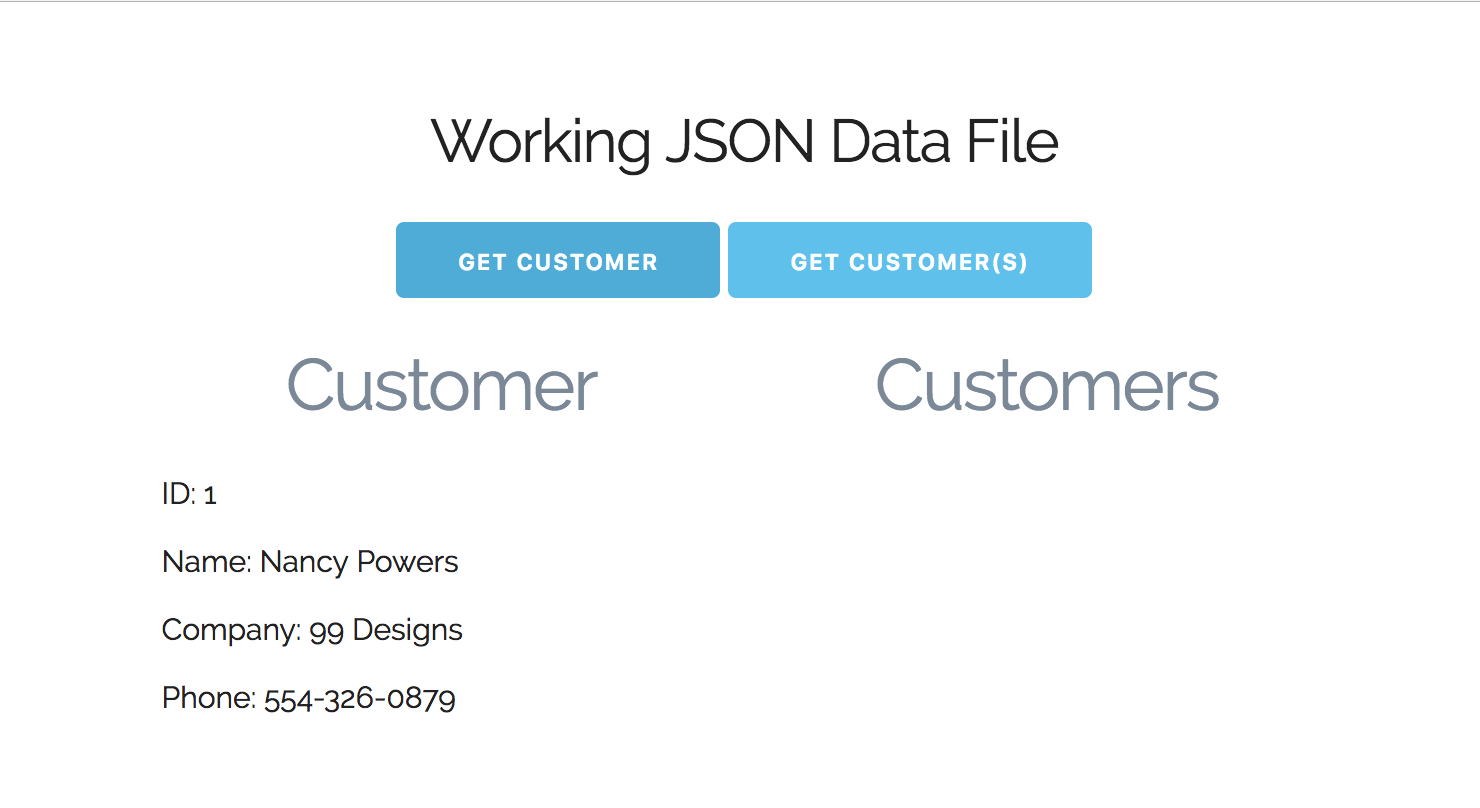 Working JSON Data File
GET CUSTOMER GET CUSTOMER(S)
Customer Customers
ID: 1
Name: Nancy Powers
Company: 99 Designs
Phone: 554-326-0879